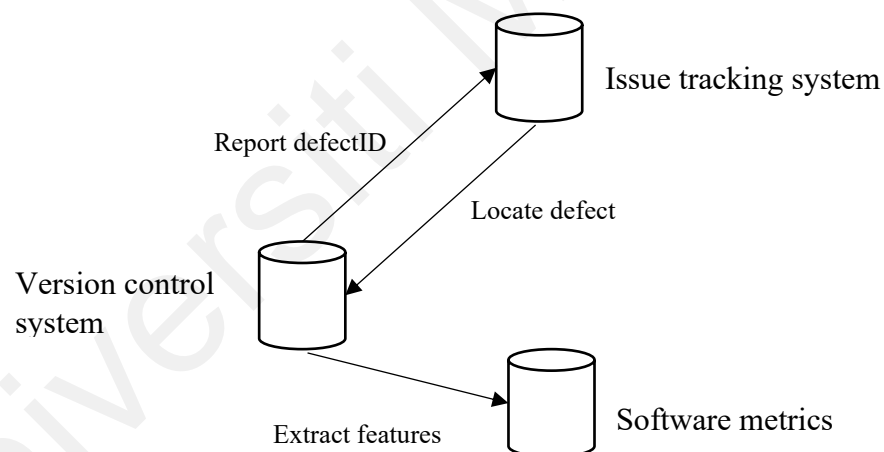 Issue tracking system
Report defectID
Locate defect
Version control
system
Software metrics
Extract features